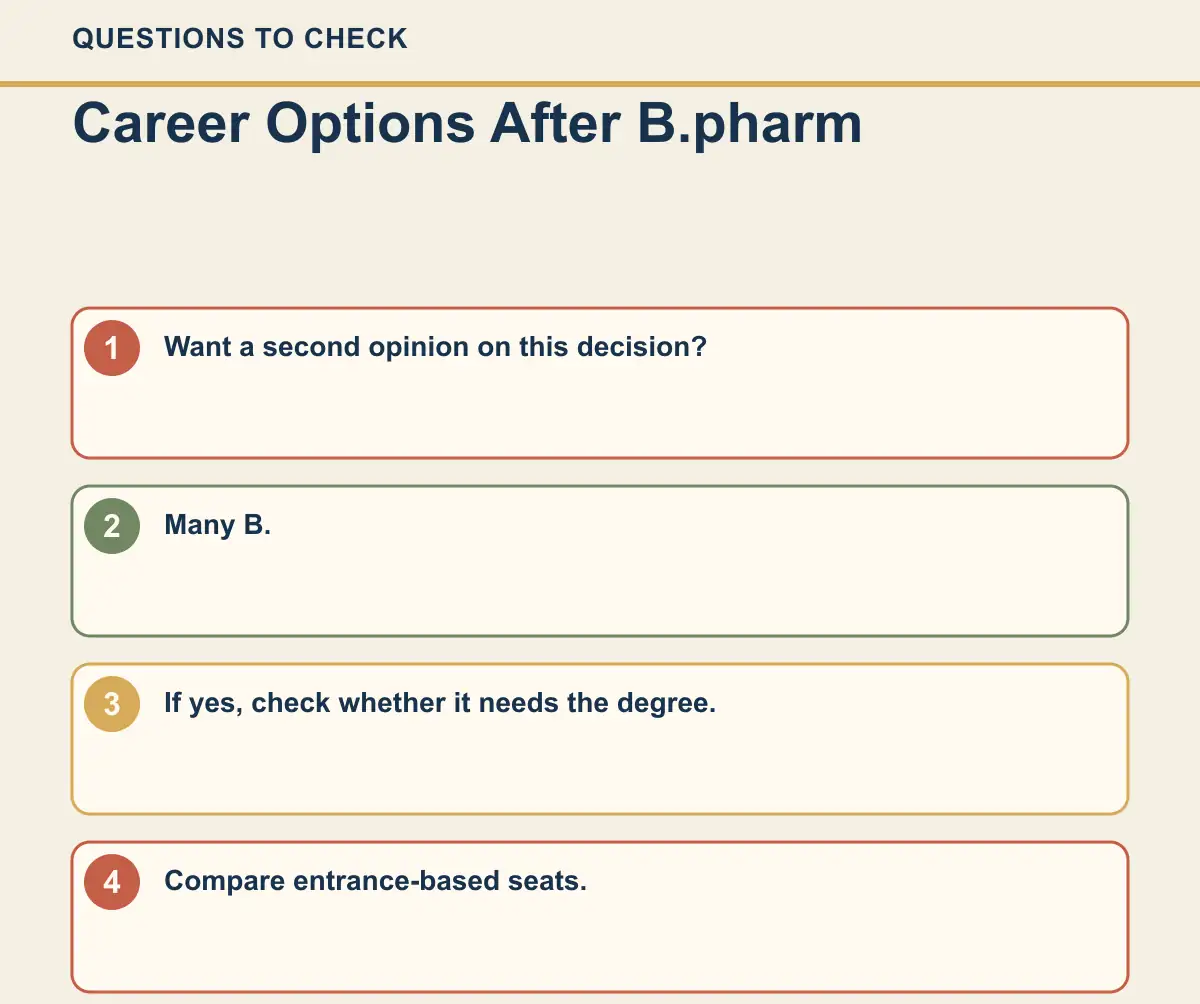 QUESTIONS TO CHECK
Career Options After B.pharm
1
Want a second opinion on this decision?
2
Many B.
3
If yes, check whether it needs the degree.
4
Compare entrance-based seats.